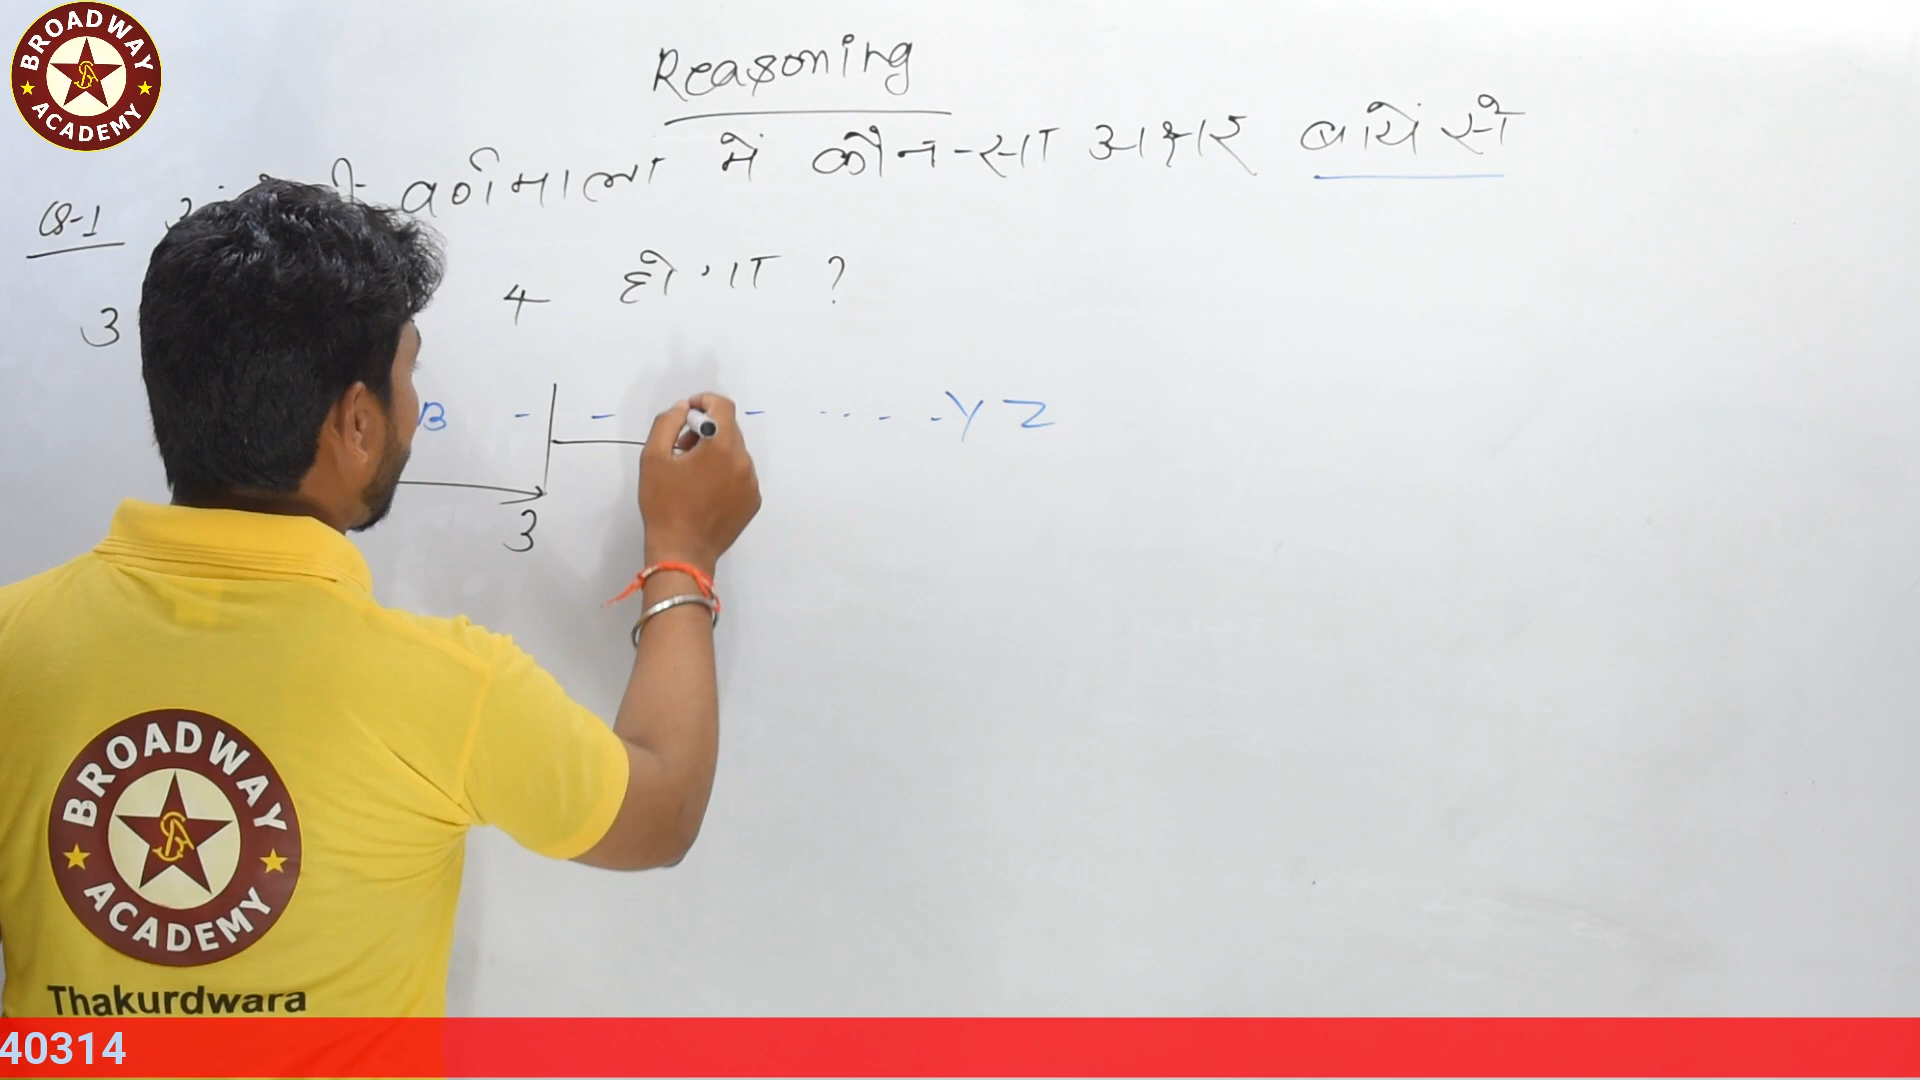 BROADWAY ACADEMY
Reasoning
Q-1 वर्णमाला में कौन-सा अक्षर बायें से
3 4 होगा ?
B - - - - - - - Y Z
3
BROADWAY ACADEMY
Thakurdwara
40314